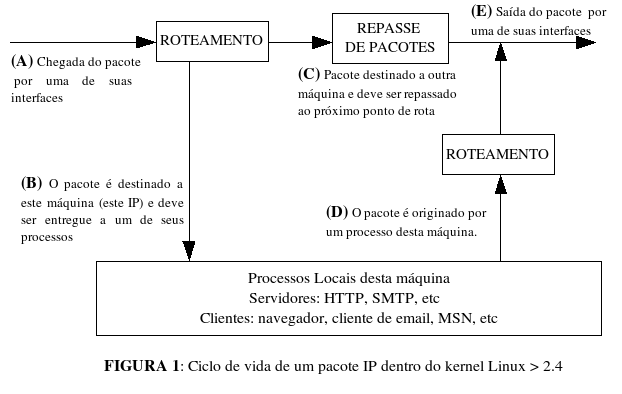 (E) Saída do pacote por
uma de suas interfaces
ROTEAMENTO
REPASSE
DE PACOTES
(A) Chegada do pacote
por uma de suas
interfaces
(C) Pacote destinado a outra
máquina e deve ser repassado
ao próximo ponto de rota
ROTEAMENTO
(B) O pacote é destinado a
este máquina (este IP) e deve
ser entregue a um de seus
processos
(D) O pacote é originado por
um processo desta máquina.
Processos Locais desta máquina
Servidores: HTTP, SMTP, etc
Clientes: navegador, cliente de email, MSN, etc
FIGURA 1: Ciclo de vida de um pacote IP dentro do kernel Linux > 2.4